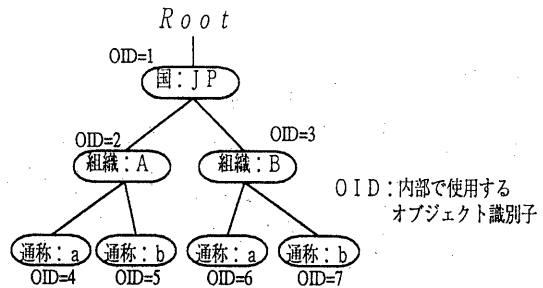 Root
OID=1
国：JP
OID=2
OID=3
組織：A
組織：B
OID：内部で使用する
オブジェクト識別子
通称：a
通称：b
通称：a
通称：b
OID=4
OID=5
OID=6
OID=7